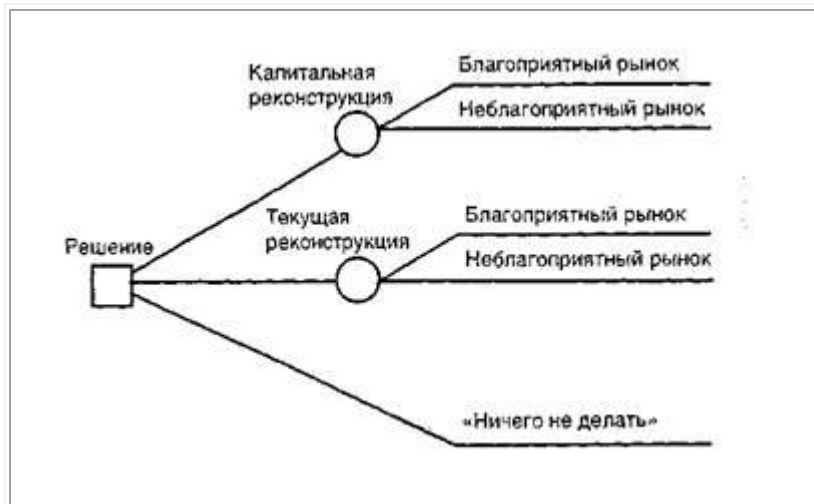 Капитальная
реконструкция
Благоприятный рынок
Неблагоприятный рынок
Текущая
реконструкция
Благоприятный рынок
Неблагоприятный рынок
Решение
«Ничего не делать»